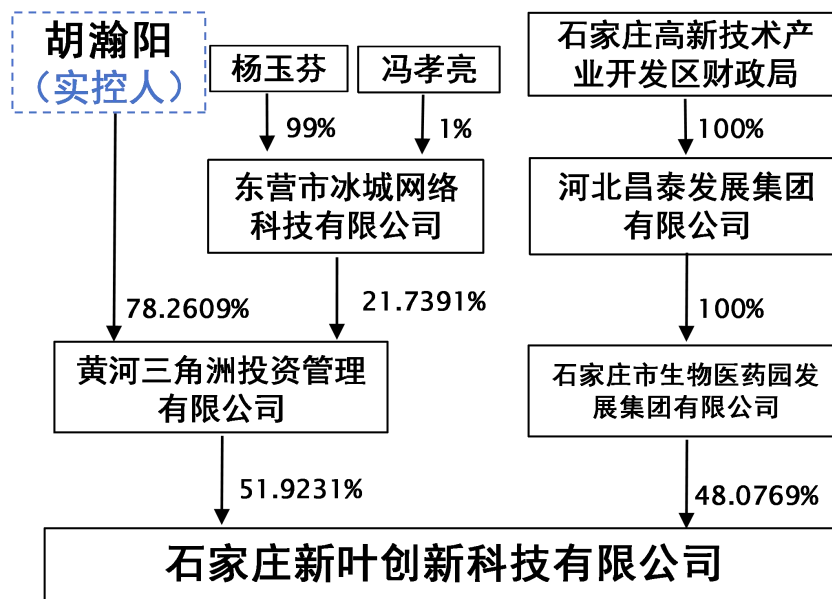 胡瀚阳
（实控人）
杨玉芬
冯孝亮
石家庄高新技术产
业开发区财政局
99%
1%
100%
东营市冰城网络
科技有限公司
河北昌泰发展集团
有限公司
78.2609%
21.7391%
100%
黄河三角洲投资管理
有限公司
石家庄市生物医药园发
展集团有限公司
51.9231%
48.0769%
石家庄新叶创新科技有限公司